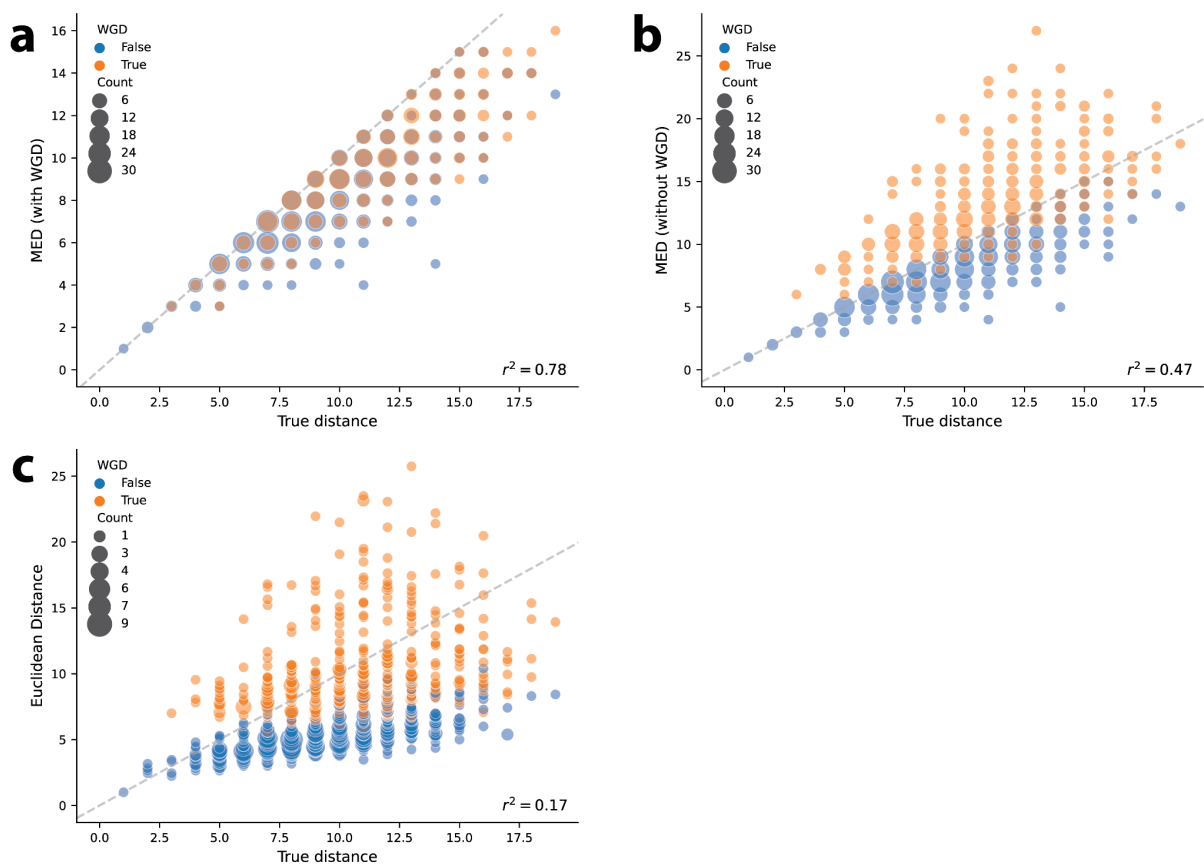 a
WGD
False
True
Count
6
12
18
24
30
MED (with WGD)
16
14
12
10
8
6
4
2
0
r² = 0.78
0.0 2.5 5.0 7.5 10.0 12.5 15.0 17.5
True distance
b
WGD
False
True
Count
6
12
18
24
30
MED (without WGD)
25
20
15
10
5
0
r² = 0.47
0.0 2.5 5.0 7.5 10.0 12.5 15.0 17.5
True distance
c
WGD
False
True
Count
1
3
4
6
7
9
Euclidean Distance
25
20
15
10
5
0
r² = 0.17
0.0 2.5 5.0 7.5 10.0 12.5 15.0 17.5
True distance